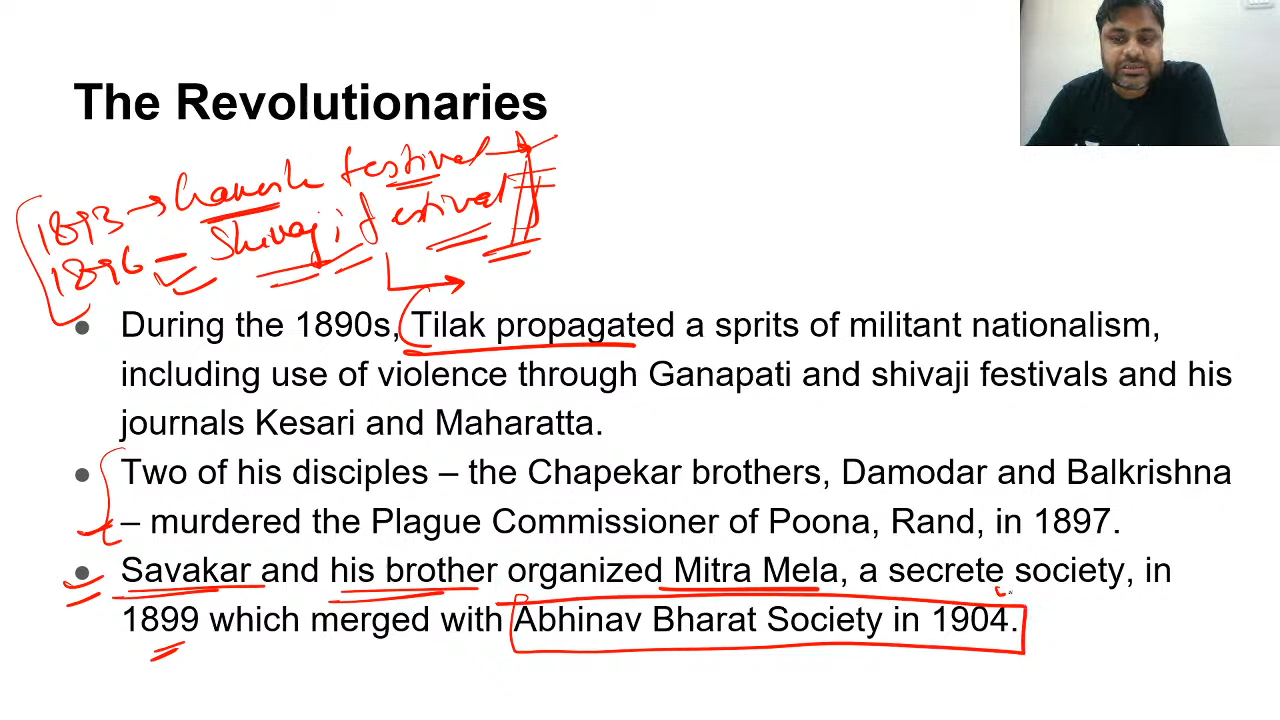 The Revolutionaries
1893 → Ganesh festival
1896 – Shivaji festival
● During the 1890s, Tilak propagated a sprits of militant nationalism,
including use of violence through Ganapati and shivaji festivals and his
journals Kesari and Maharatta.
● Two of his disciples – the Chapekar brothers, Damodar and Balkrishna
– murdered the Plague Commissioner of Poona, Rand, in 1897.
● Savakar and his brother organized Mitra Mela, a secrete society, in
1899 which merged with Abhinav Bharat Society in 1904.